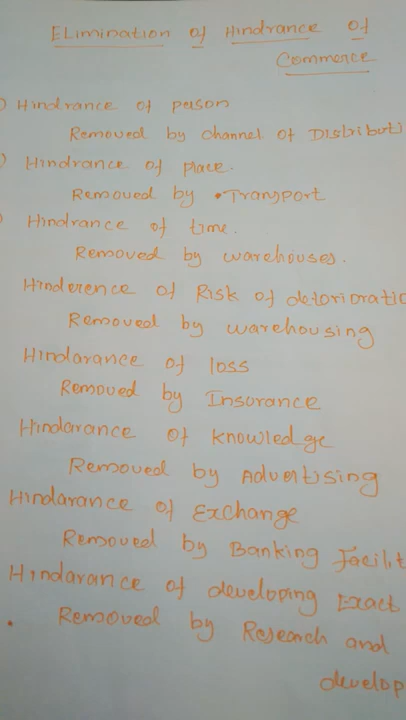 Elimination of Hindrance of
Commerce
) Hindrance of person
Removed by channel of Distributi
) Hindrance of place.
Removed by • Transport
) Hindrance of time.
Removed by warehouses.
Hinderence of Risk of detorioratic
Removed by warehousing
Hindarance of loss
Removed by Insurance
Hindarance of knowledge
Removed by Advertising
Hindarance of Exchange
Removed by Banking facilit
Hindarance of developing Exact
• Removed by Research and
develop